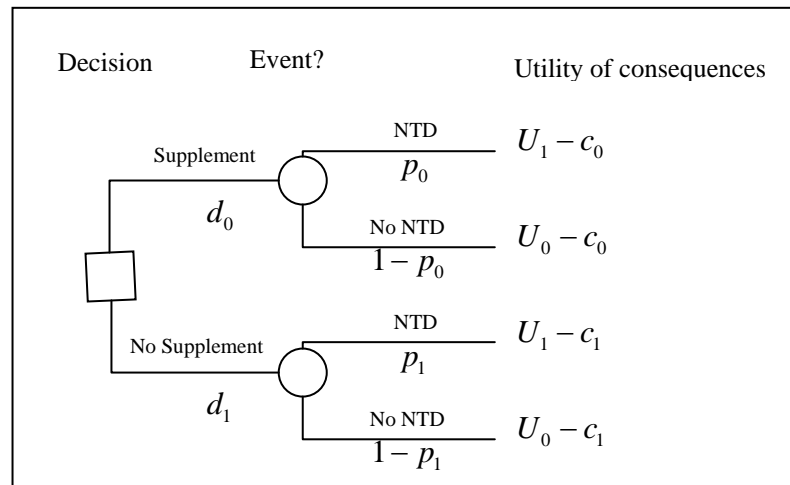 Decision Event? Utility of consequences
NTD
Supplement
p₀
U₁ − c₀
d₀
No NTD
1 − p₀
U₀ − c₀
NTD
No Supplement
p₁
U₁ − c₁
d₁
No NTD
1 − p₁
U₀ − c₁